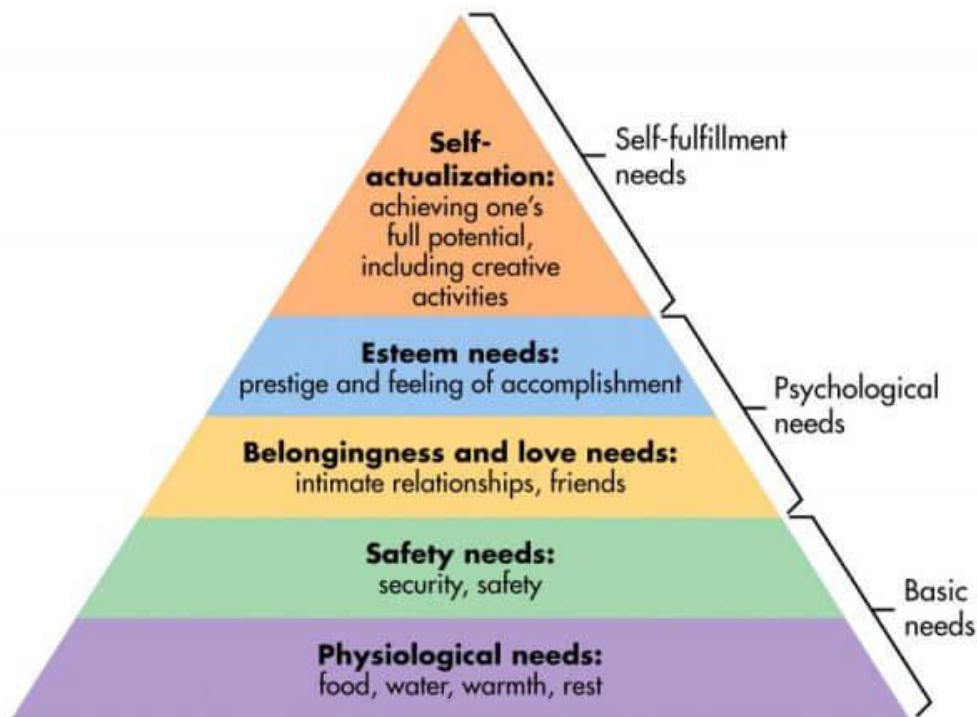 Self-
actualization:
achieving one's
full potential,
including creative
activities
Self-fulfillment
needs
Esteem needs:
prestige and feeling of accomplishment
Psychological
needs
Belongingness and love needs:
intimate relationships, friends
Safety needs:
security, safety
Basic
needs
Physiological needs:
food, water, warmth, rest